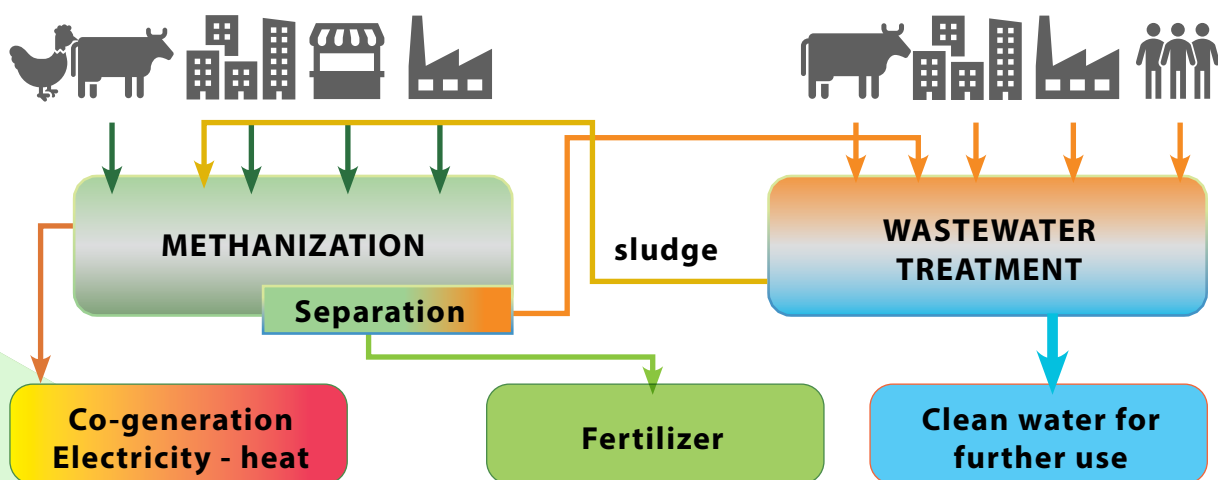 METHANIZATION
Separation
sludge
WASTEWATER
TREATMENT
Co-generation
Electricity - heat
Fertilizer
Clean water for
further use